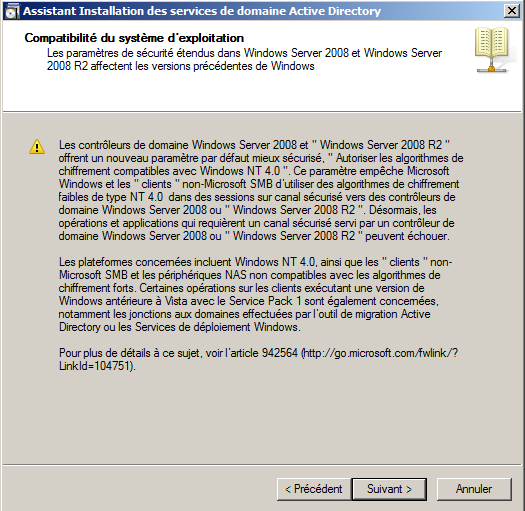 Assistant Installation des services de domaine Active Directory
Compatibilité du système d'exploitation
Les paramètres de sécurité étendus dans Windows Server 2008 et Windows Server
2008 R2 affectent les versions précédentes de Windows
Les contrôleurs de domaine Windows Server 2008 et " Windows Server 2008 R2 "
offrent un nouveau paramètre par défaut mieux sécurisé, " Autoriser les algorithmes de
chiffrement compatibles avec Windows NT 4.0 ". Ce paramètre empêche Microsoft
Windows et les " clients " non-Microsoft SMB d'utiliser des algorithmes de chiffrement
faibles de type NT 4.0  dans des sessions sur canal sécurisé vers des contrôleurs de
domaine Windows Server 2008 ou " Windows Server 2008 R2 ". Désormais, les
opérations et applications qui requièrent un canal sécurisé servi par un contrôleur de
domaine Windows Server 2008 ou " Windows Server 2008 R2 " peuvent échouer.
Les plateformes concernées incluent Windows NT 4.0, ainsi que les " clients " non-
Microsoft SMB et les périphériques NAS non compatibles avec les algorithmes de
chiffrement forts. Certaines opérations sur les clients exécutant une version de
Windows antérieure à Vista avec le Service Pack 1 sont également concernées,
notamment les jonctions aux domaines effectuées par l'outil de migration Active
Directory ou les Services de déploiement Windows.
Pour plus de détails à ce sujet, voir l'article 942564 (http://go.microsoft.com/fwlink/?
LinkId=104751).
< Précédent
Suivant >
Annuler